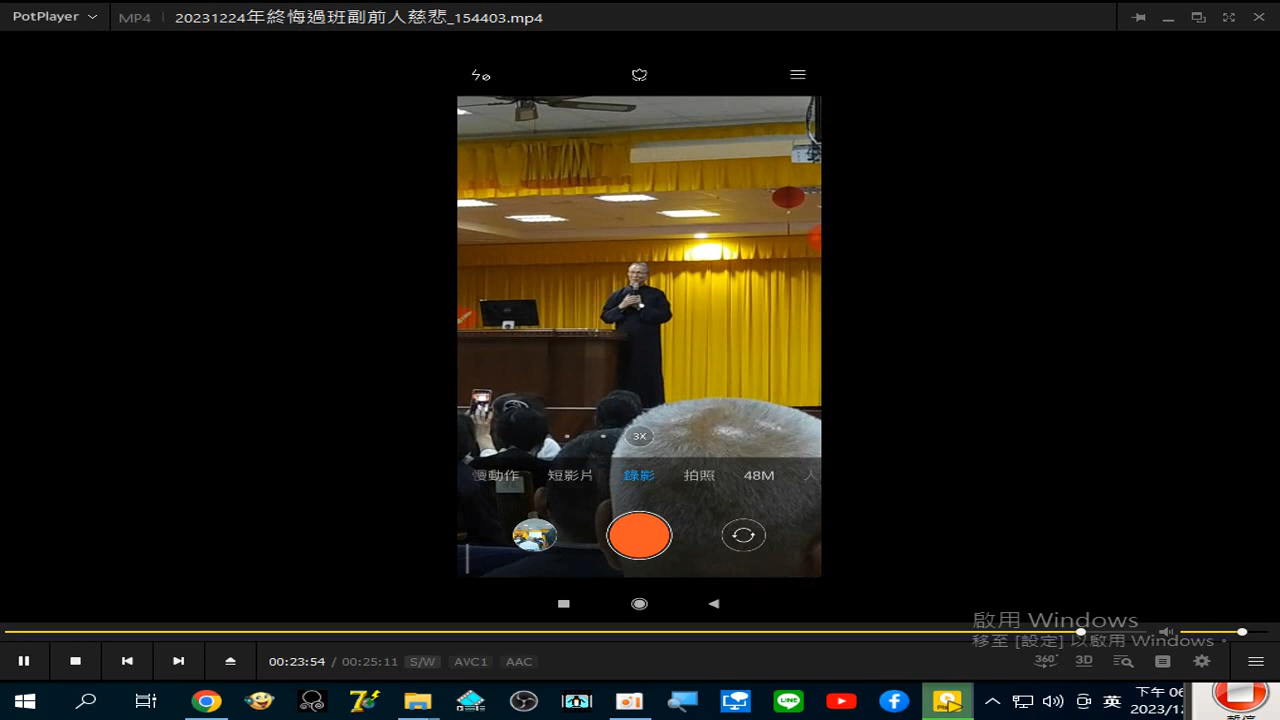 PotPlayer
MP4
20231224年終悔過班副前人慈悲_154403.mp4
3X
慢動作 短影片 錄影 拍照 48M 人
啟用 Windows
移至 [設定] 以啟用 Windows。
00:23:54 / 00:25:11 S/W AVC1 AAC
360° 3D
英
下午 06
2023/12
暫停